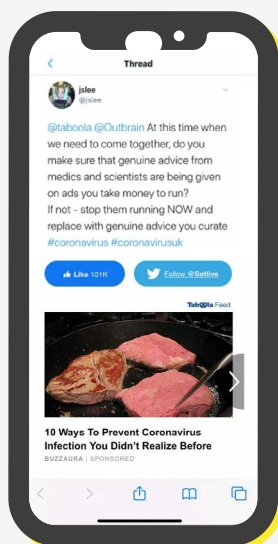 Thread
jslee
@jslee
@taboola @Outbrain At this time when
we need to come together, do you
make sure that genuine advice from
medics and scientists are being given
on ads you take money to run?
If not - stop them running NOW and
replace with genuine advice you curate
#coronavirus #coronavirusuk
Like 131K
Follow @Sotlive
Taboola Feed
10 Ways To Prevent Coronavirus
Infection You Didn't Realize Before
BUZZAURA | SPONSORED